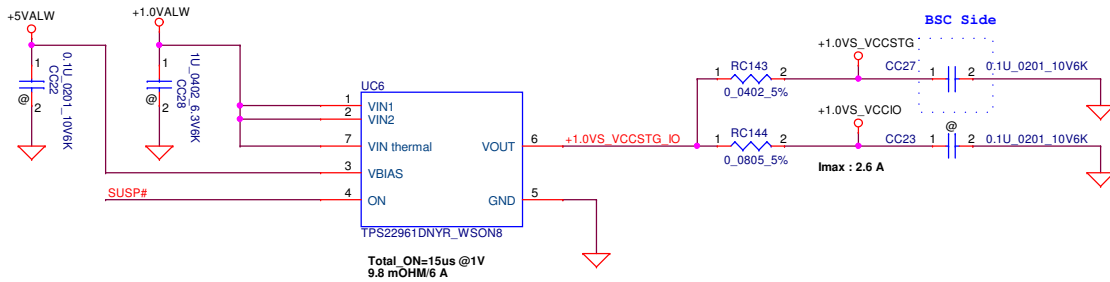 +5VALW
+1.0VALW
BSC Side
1
2
@
CC22
0.1U_0201_10V6K
1
2
@
CC28
1U_0402_6.3V6K
UC6
1
VIN1
2
VIN2
7
VIN thermal
3
VBIAS
4
ON
VOUT
6
GND
5
TPS22961DNYR_WSON8
SUSP#
Total_ON=15us @1V
9.8 mOHM/6 A
+1.0VS_VCCSTG_IO
1
RC143
2
0_0402_5%
+1.0VS_VCCSTG
CC27
1
2
0.1U_0201_10V6K
1
RC144
2
0_0805_5%
+1.0VS_VCCIO
Imax : 2.6 A
CC23
1
@
2
0.1U_0201_10V6K